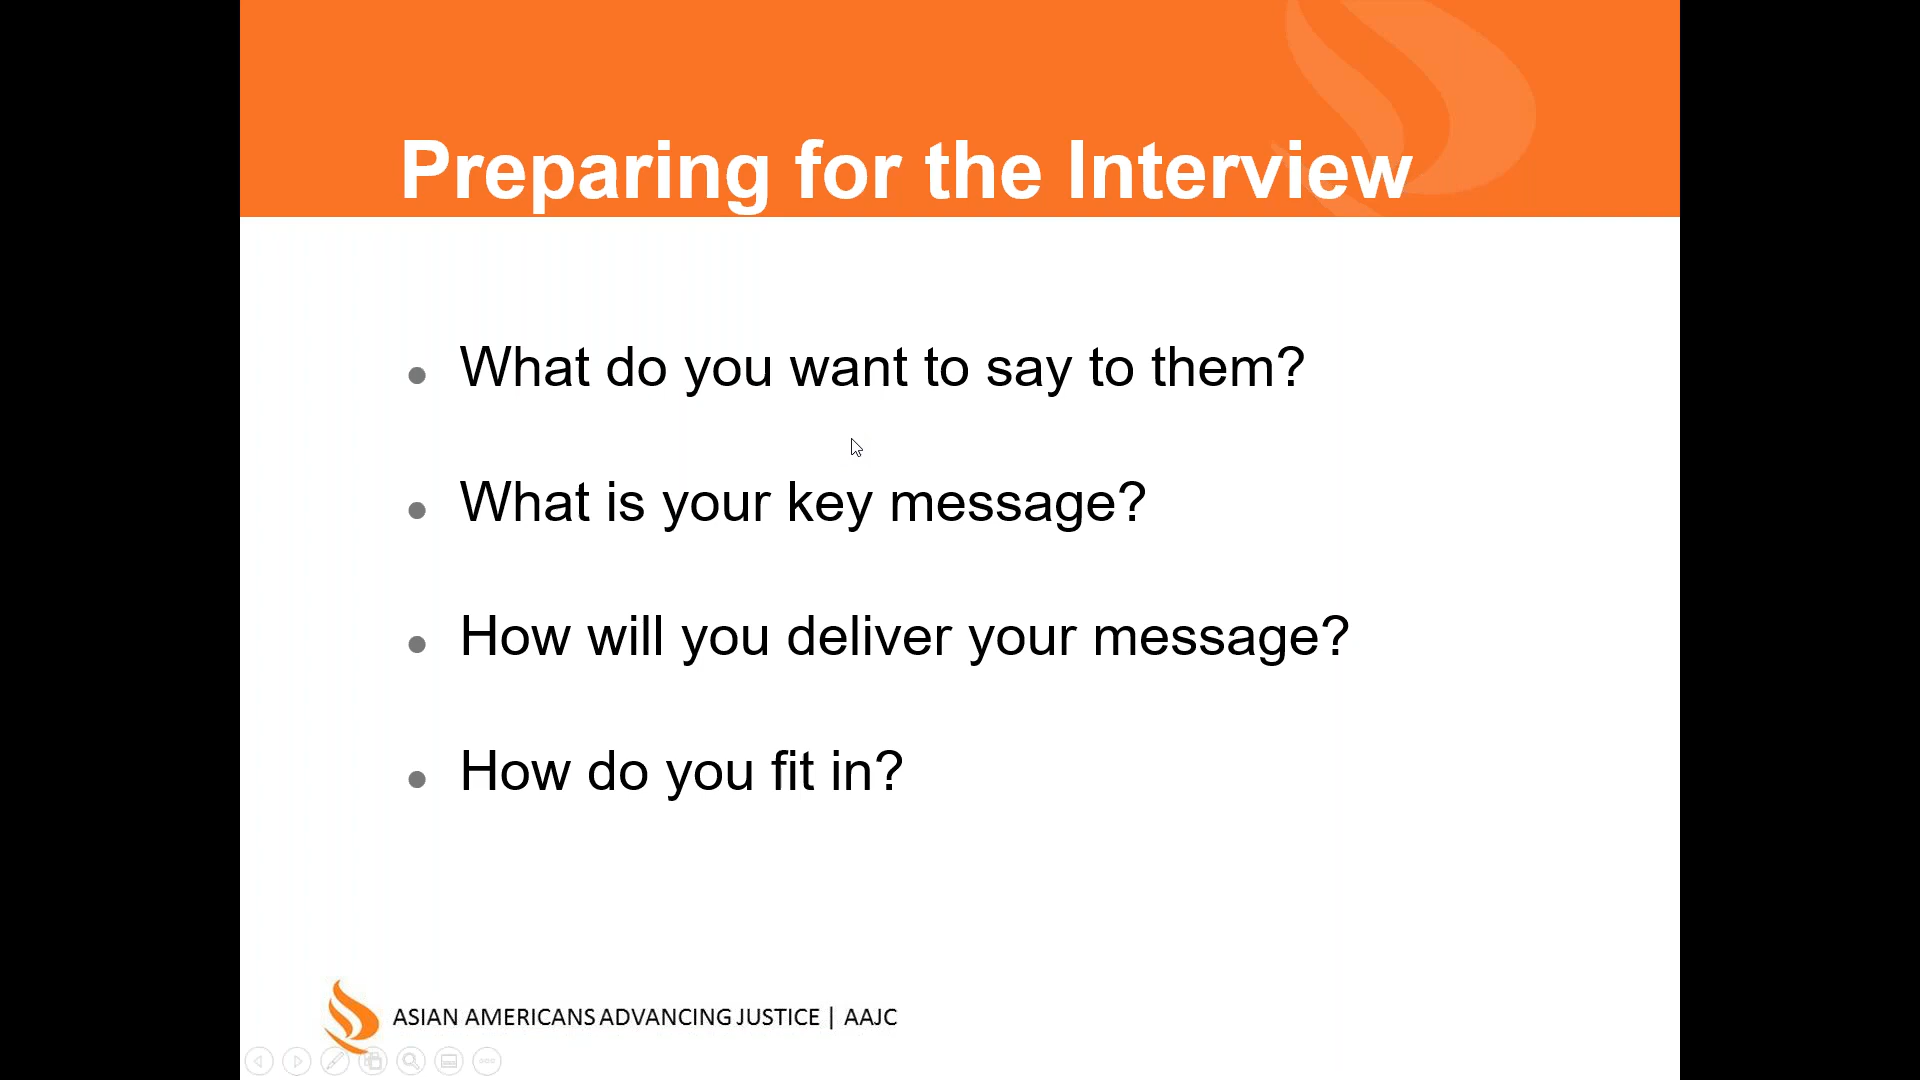 Preparing for the Interview
• What do you want to say to them?
• What is your key message?
• How will you deliver your message?
• How do you fit in?
ASIAN AMERICANS ADVANCING JUSTICE | AAJC